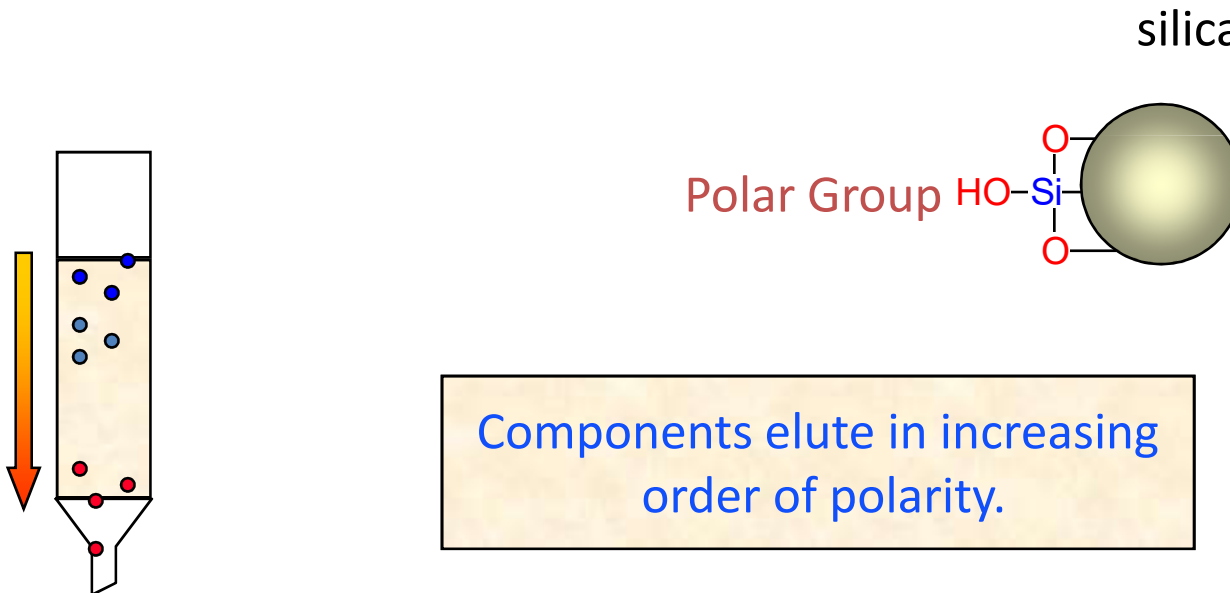 silica
Polar Group
O
HO Si
O
Components elute in increasing
order of polarity.